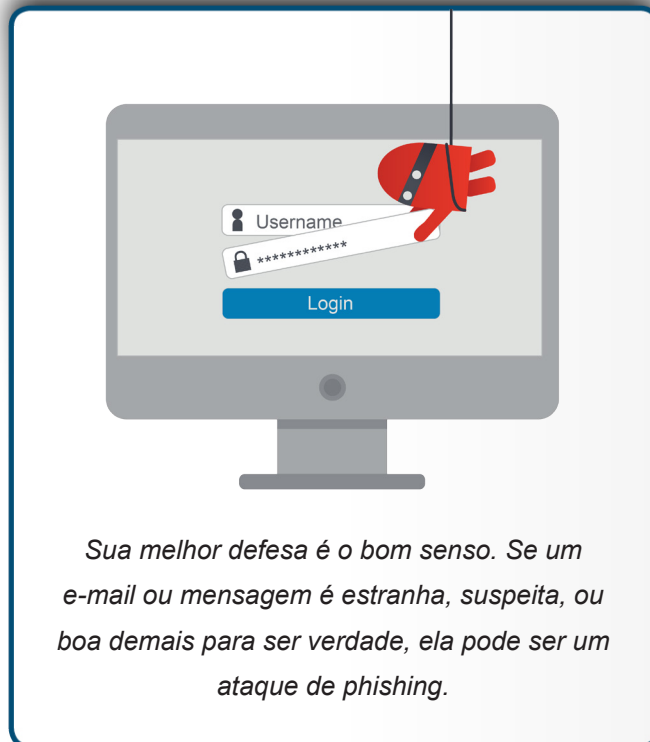 Username
************
Login
Sua melhor defesa é o bom senso. Se um
e-mail ou mensagem é estranha, suspeita, ou
boa demais para ser verdade, ela pode ser um
ataque de phishing.